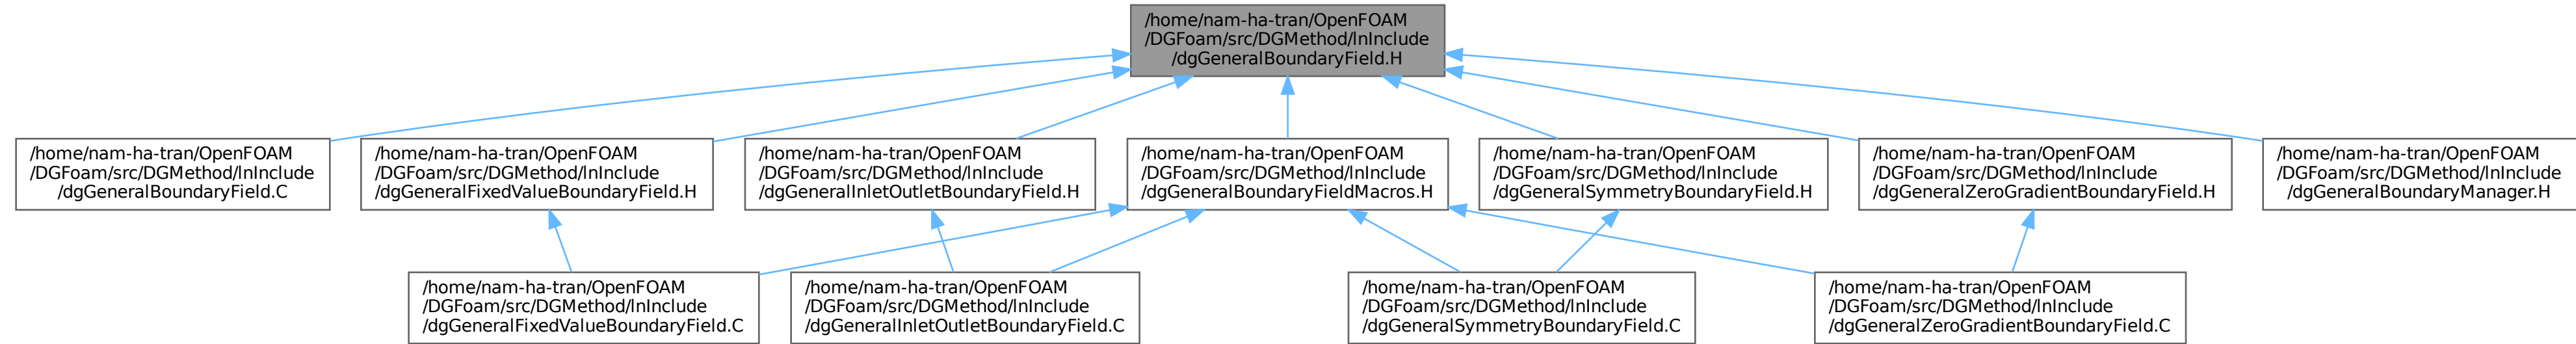 /home/nam-ha-tran/OpenFOAM
/DGFoam/src/DGMethod/lnInclude
/dgGeneralBoundaryField.H
/home/nam-ha-tran/OpenFOAM
/DGFoam/src/DGMethod/lnInclude
/dgGeneralBoundaryField.C
/home/nam-ha-tran/OpenFOAM
/DGFoam/src/DGMethod/lnInclude
/dgGeneralFixedValueBoundaryField.H
/home/nam-ha-tran/OpenFOAM
/DGFoam/src/DGMethod/lnInclude
/dgGeneralInletOutletBoundaryField.H
/home/nam-ha-tran/OpenFOAM
/DGFoam/src/DGMethod/lnInclude
/dgGeneralBoundaryFieldMacros.H
/home/nam-ha-tran/OpenFOAM
/DGFoam/src/DGMethod/lnInclude
/dgGeneralSymmetryBoundaryField.H
/home/nam-ha-tran/OpenFOAM
/DGFoam/src/DGMethod/lnInclude
/dgGeneralZeroGradientBoundaryField.H
/home/nam-ha-tran/OpenFOAM
/DGFoam/src/DGMethod/lnInclude
/dgGeneralBoundaryManager.H
/home/nam-ha-tran/OpenFOAM
/DGFoam/src/DGMethod/lnInclude
/dgGeneralFixedValueBoundaryField.C
/home/nam-ha-tran/OpenFOAM
/DGFoam/src/DGMethod/lnInclude
/dgGeneralInletOutletBoundaryField.C
/home/nam-ha-tran/OpenFOAM
/DGFoam/src/DGMethod/lnInclude
/dgGeneralSymmetryBoundaryField.C
/home/nam-ha-tran/OpenFOAM
/DGFoam/src/DGMethod/lnInclude
/dgGeneralZeroGradientBoundaryField.C